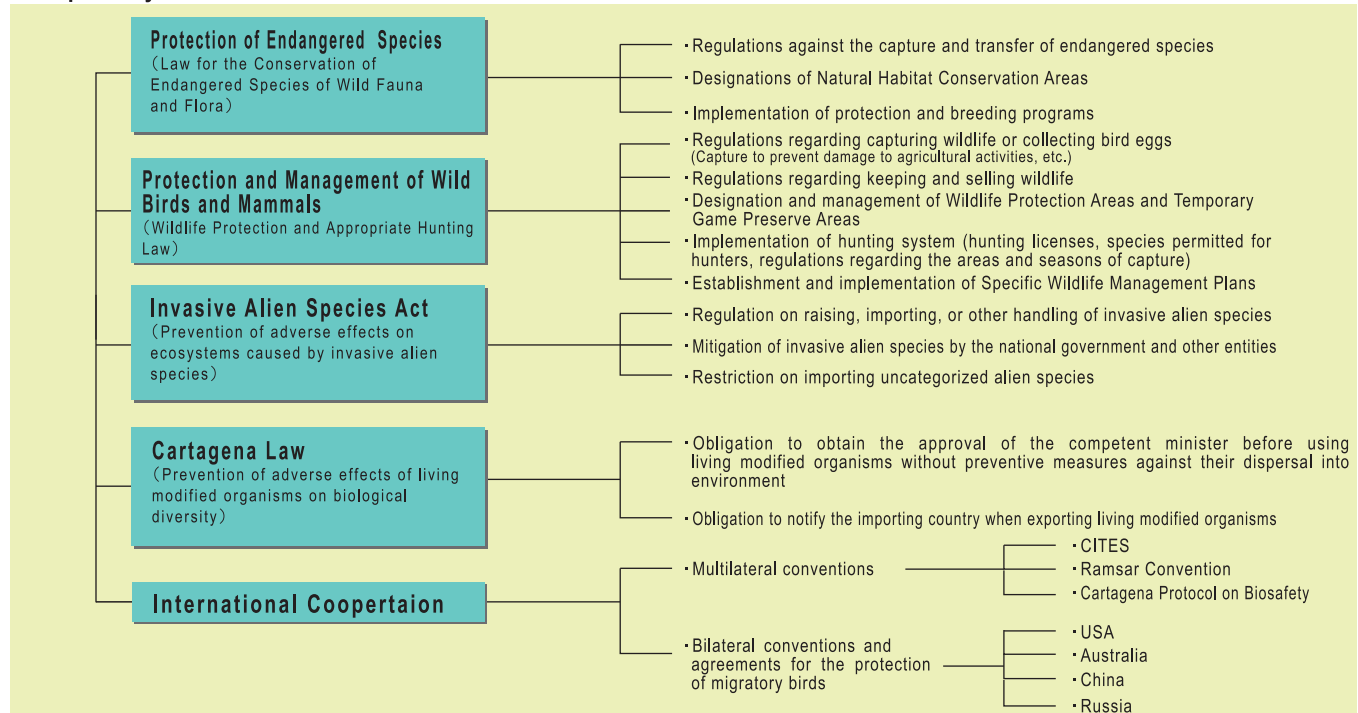 Protection of Endangered Species
（Law for the Conservation of
Endangered Species of Wild Fauna
and Flora）
・Regulations against the capture and transfer of endangered species
・Designations of Natural Habitat Conservation Areas
・Implementation of protection and breeding programs
Protection and Management of Wild
Birds and Mammals
（Wildlife Protection and Appropriate Hunting
Law）
・Regulations regarding capturing wildlife or collecting bird eggs
(Capture to prevent damage to agricultural activities, etc.)
・Regulations regarding keeping and selling wildlife
・Designation and management of Wildlife Protection Areas and Temporary
Game Preserve Areas
・Implementation of hunting system (hunting licenses, species permitted for
hunters, regulations regarding the areas and seasons of capture)
・Establishment and implementation of Specific Wildlife Management Plans
Invasive Alien Species Act
（Prevention of adverse effects on
ecosystems caused by invasive alien
species）
・Regulation on raising, importing, or other handling of invasive alien species
・Mitigation of invasive alien species by the national government and other entities
・Restriction on importing uncategorized alien species
Cartagena Law
（Prevention of adverse effects of living
modified organisms on biological
diversity）
・Obligation to obtain the approval of the competent minister before using
living modified organisms without preventive measures against their dispersal into
environment
・Obligation to notify the importing country when exporting living modified organisms
International Coopertaion
・Multilateral conventions
・CITES
・Ramsar Convention
・Cartagena Protocol on Biosafety
・Bilateral conventions and
agreements for the protection
of migratory birds
・USA
・Australia
・China
・Russia